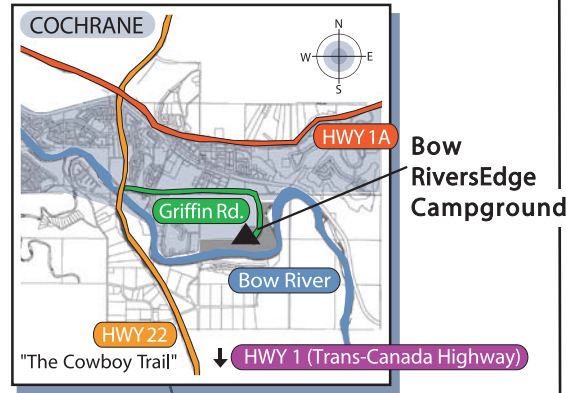 COCHRANE
N
W
E
S
HWY 1A
Bow
RiversEdge
Campground
Griffin Rd.
Bow River
HWY 22
"The Cowboy Trail"
HWY 1 (Trans-Canada Highway)